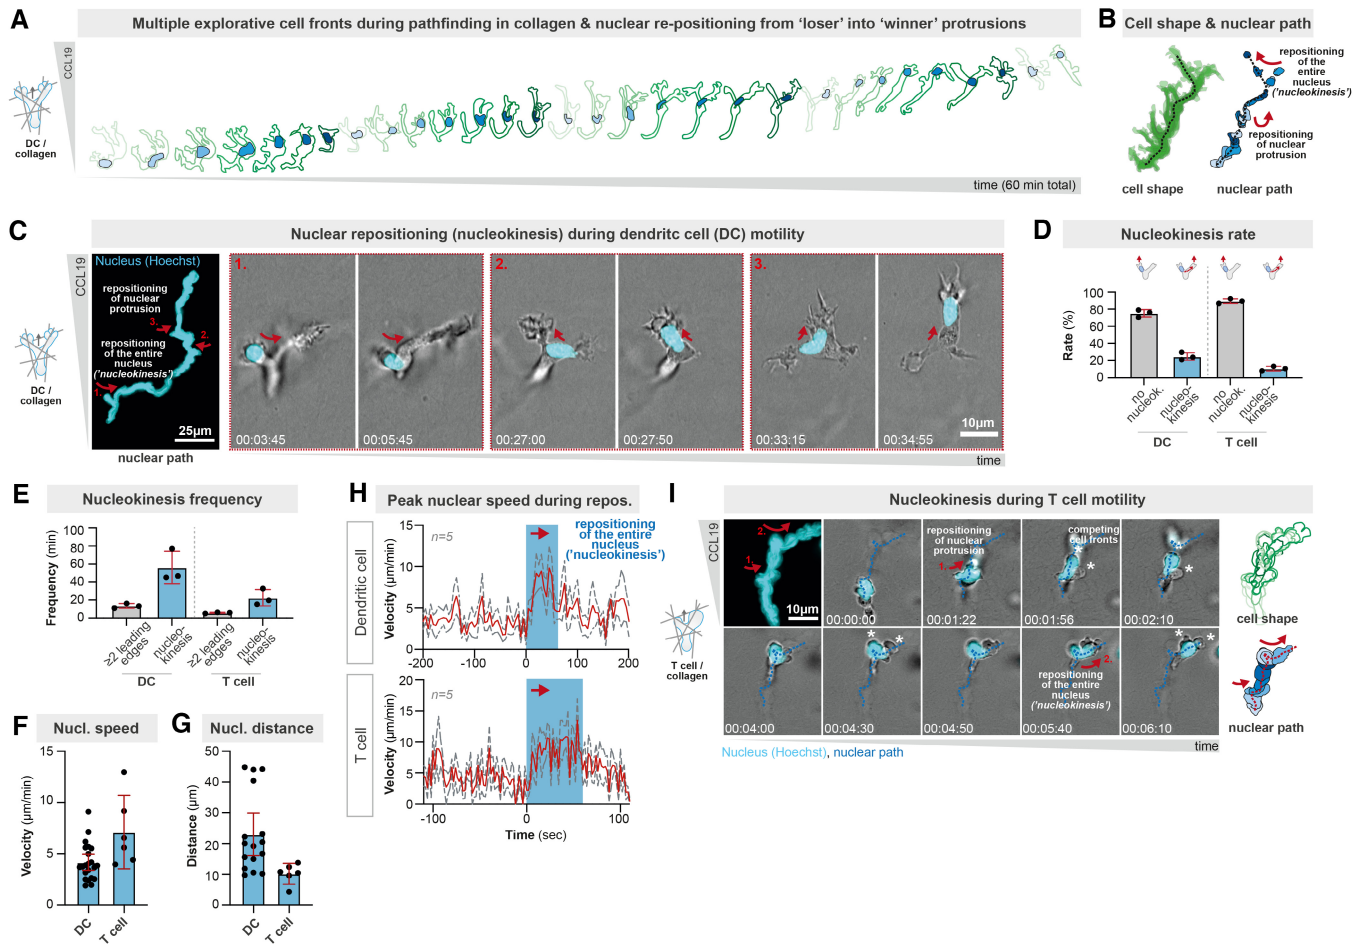 A
Multiple explorative cell fronts during pathfinding in collagen & nuclear re-positioning from ‘loser’ into ‘winner’ protrusions
CCL19
DC /
collagen
time (60 min total)
B
Cell shape & nuclear path
repositioning
of the
entire
nucleus
('nucleokinesis')
repositioning
of nuclear
protrusion
cell shape
nuclear path
C
Nuclear repositioning (nucleokinesis) during dendritc cell (DC) motility
CCL19
DC /
collagen
Nucleus (Hoechst)
repositioning
of nuclear
protrusion
3.
2.
repositioning
of the entire
nucleus
('nucleokinesis')
1.
25µm
nuclear path
1.
00:03:45
00:05:45
2.
00:27:00
00:27:50
3.
00:33:15
00:34:55
10µm
time
D
Nucleokinesis rate
Rate (%)
100
80
60
40
20
0
no nucleok.
nucleo-
kinesis
no nucleok.
nucleo-
kinesis
DC
T cell
E
Nucleokinesis frequency
Frequency (min)
100
80
60
40
20
0
≥2 leading
edges
nucleo-
kinesis
≥2 leading
edges
nucleo-
kinesis
DC
T cell
F
Nucl. speed
Velocity (µm/min)
15
10
5
0
DC
T cell
G
Nucl. distance
Distance (µm)
50
40
30
20
10
0
DC
T cell
H
Peak nuclear speed during repos.
Dendritic cell
Velocity (µm/min)
15
10
5
0
n=5
repositioning
of the entire
nucleus
('nucleokinesis')
-200
-100
0
100
200
T cell
Velocity (µm/min)
20
15
10
5
0
n=5
-100
0
100
Time (sec)
I
Nucleokinesis during T cell motility
CCL19
T cell /
collagen
2.
1.
10µm
00:00:00
repositioning
of nuclear
protrusion
1.
00:01:22
competing
cell fronts
*
*
00:01:56
*
00:02:10
cell shape
00:04:00
*
*
00:04:30
00:04:50
2.
repositioning
of the entire
nucleus
('nucleokinesis')
00:05:40
*
*
00:06:10
nuclear path
time
Nucleus (Hoechst), nuclear path